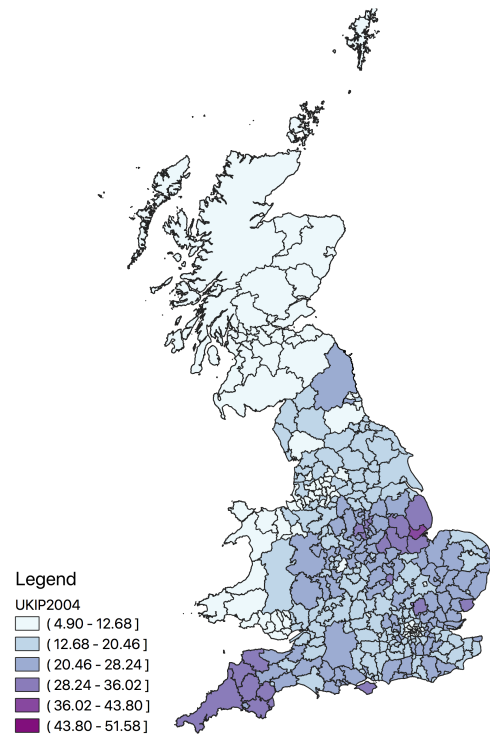 Legend
UKIP2004
( 4.90 - 12.68 ]
( 12.68 - 20.46 ]
( 20.46 - 28.24 ]
( 28.24 - 36.02 ]
( 36.02 - 43.80 ]
( 43.80 - 51.58 ]